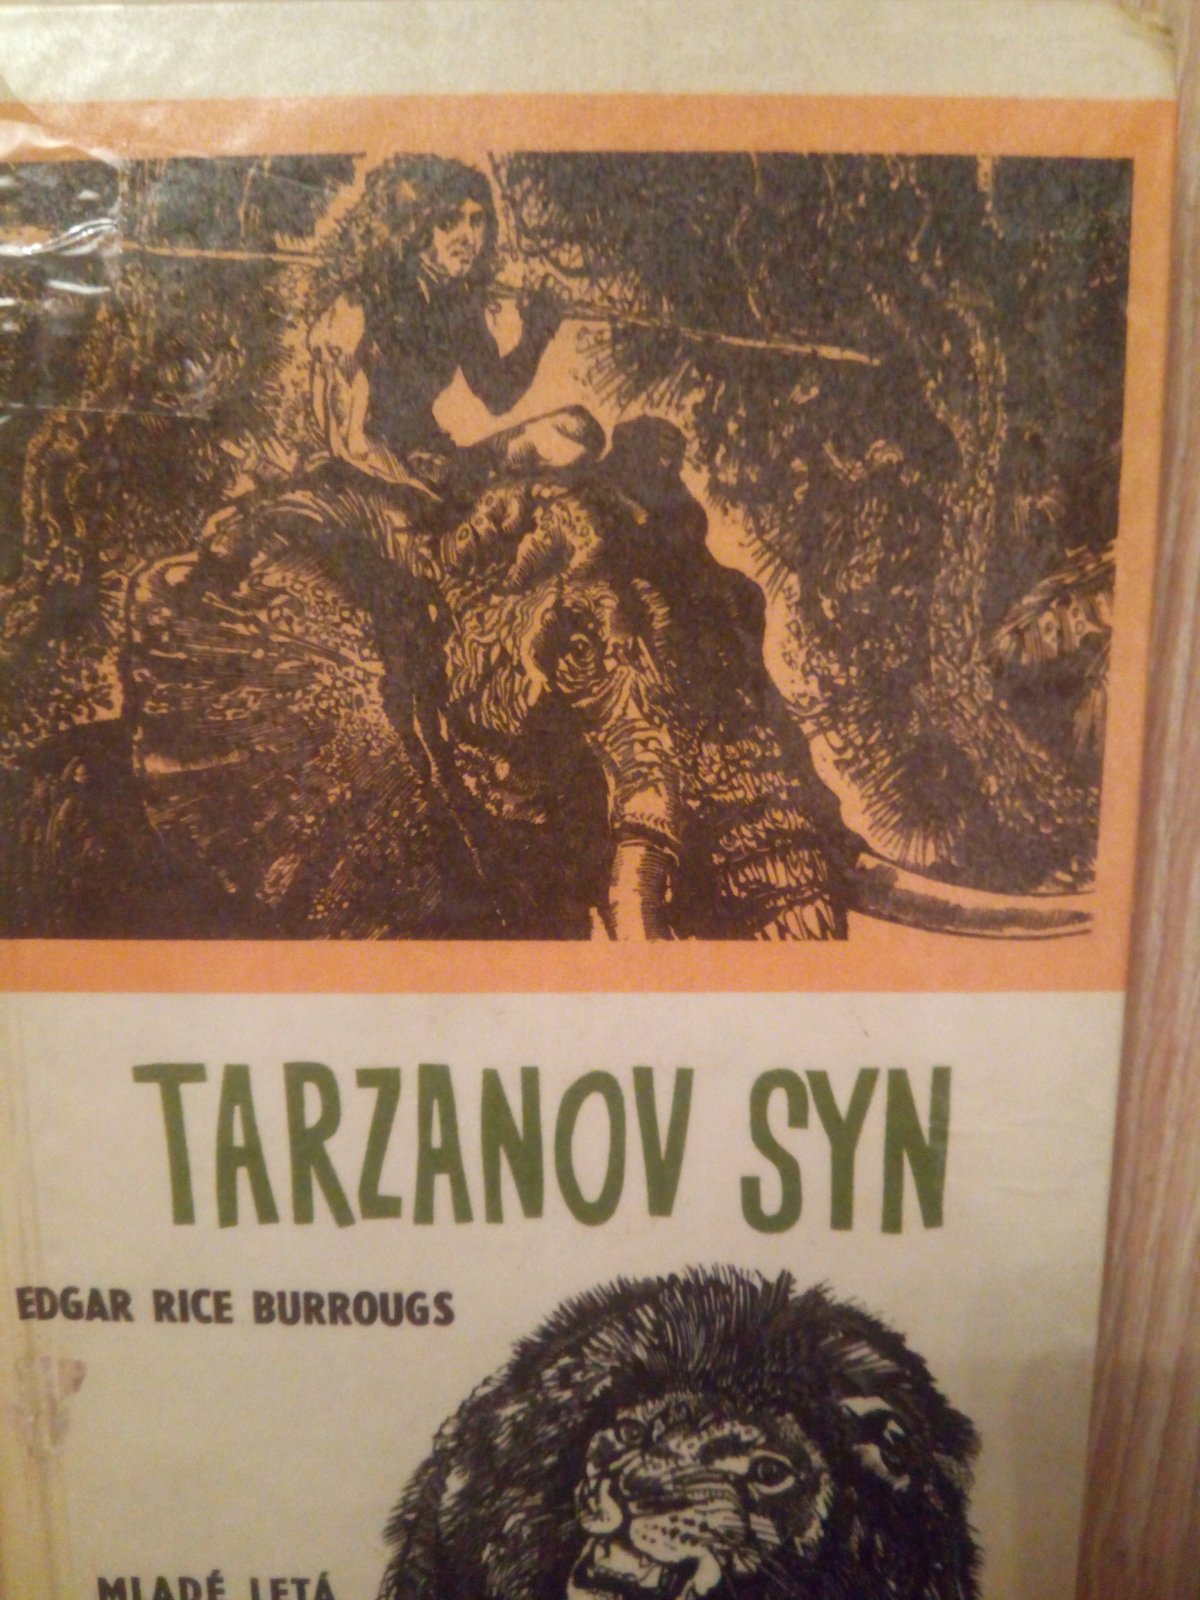 TARZANOV SYN
EDGAR RICE BURROUGS
MLADÉ LETÁ